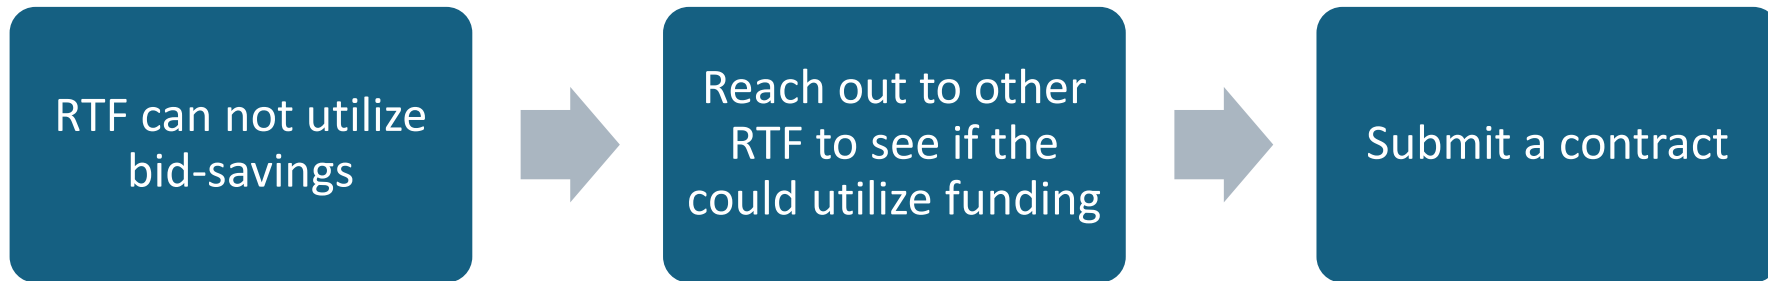 RTF can not utilize
bid-savings
Reach out to other
RTF to see if the
could utilize funding
Submit a contract